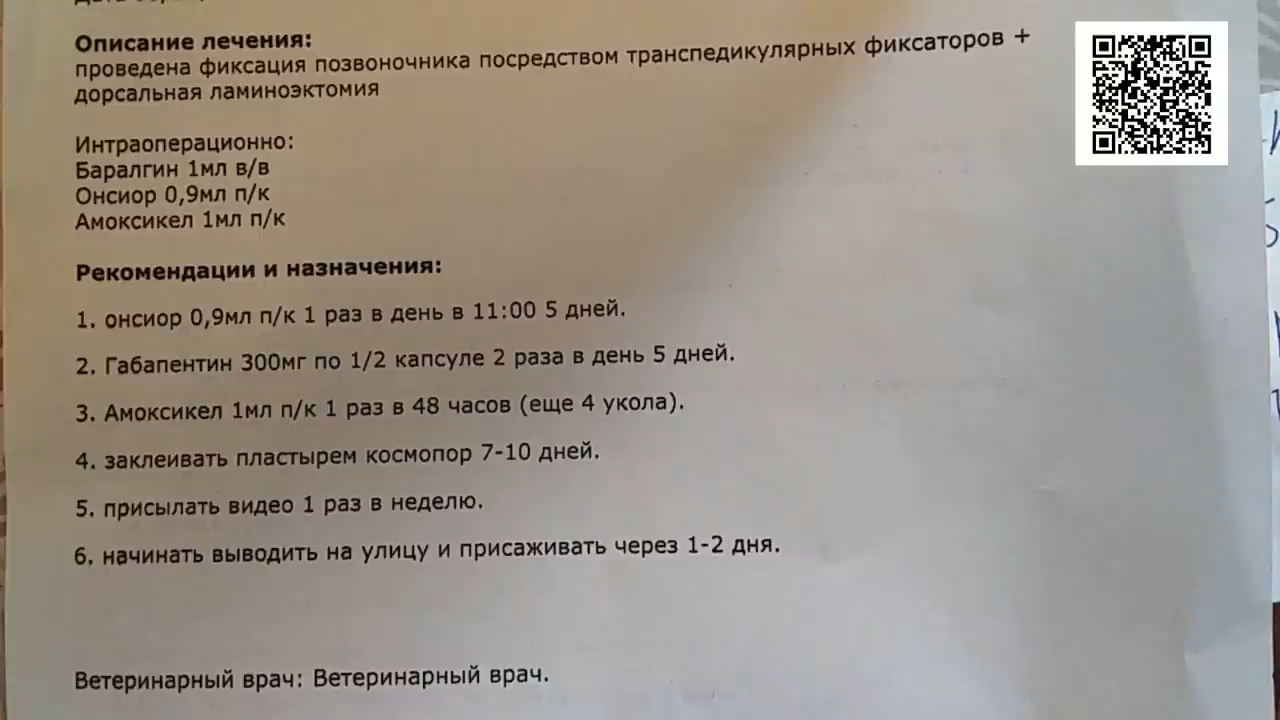 Описание лечения:
проведена фиксация позвоночника посредством транспедикулярных фиксаторов +
дорсальная ламиноэктомия
Интраоперационно:
Баралгин 1мл в/в
Онсиор 0,9мл п/к
Амоксикел 1мл п/к
Рекомендации и назначения:
1. онсиор 0,9мл п/к 1 раз в день в 11:00 5 дней.
2. Габапентин 300мг по 1/2 капсуле 2 раза в день 5 дней.
3. Амоксикел 1мл п/к 1 раз в 48 часов (еще 4 укола).
4. заклеивать пластырем космопор 7-10 дней.
5. присылать видео 1 раз в неделю.
6. начинать выводить на улицу и присаживать через 1-2 дня.
Ветеринарный врач: Ветеринарный врач.